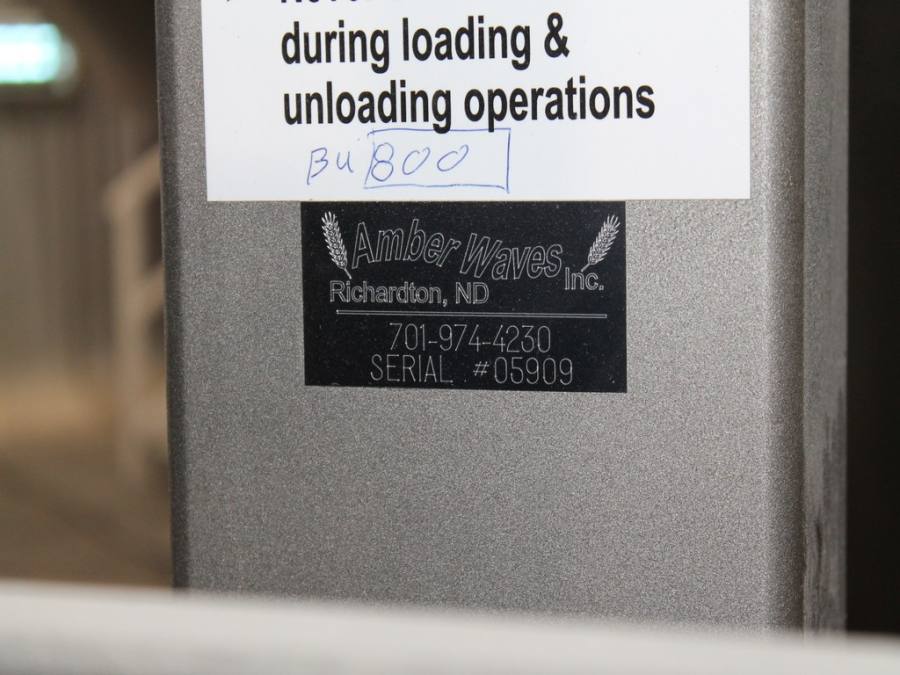 during loading &
unloading operations
BU 800
Amber Waves Inc.
Richardton, ND
701-974-4230
SERIAL #05909